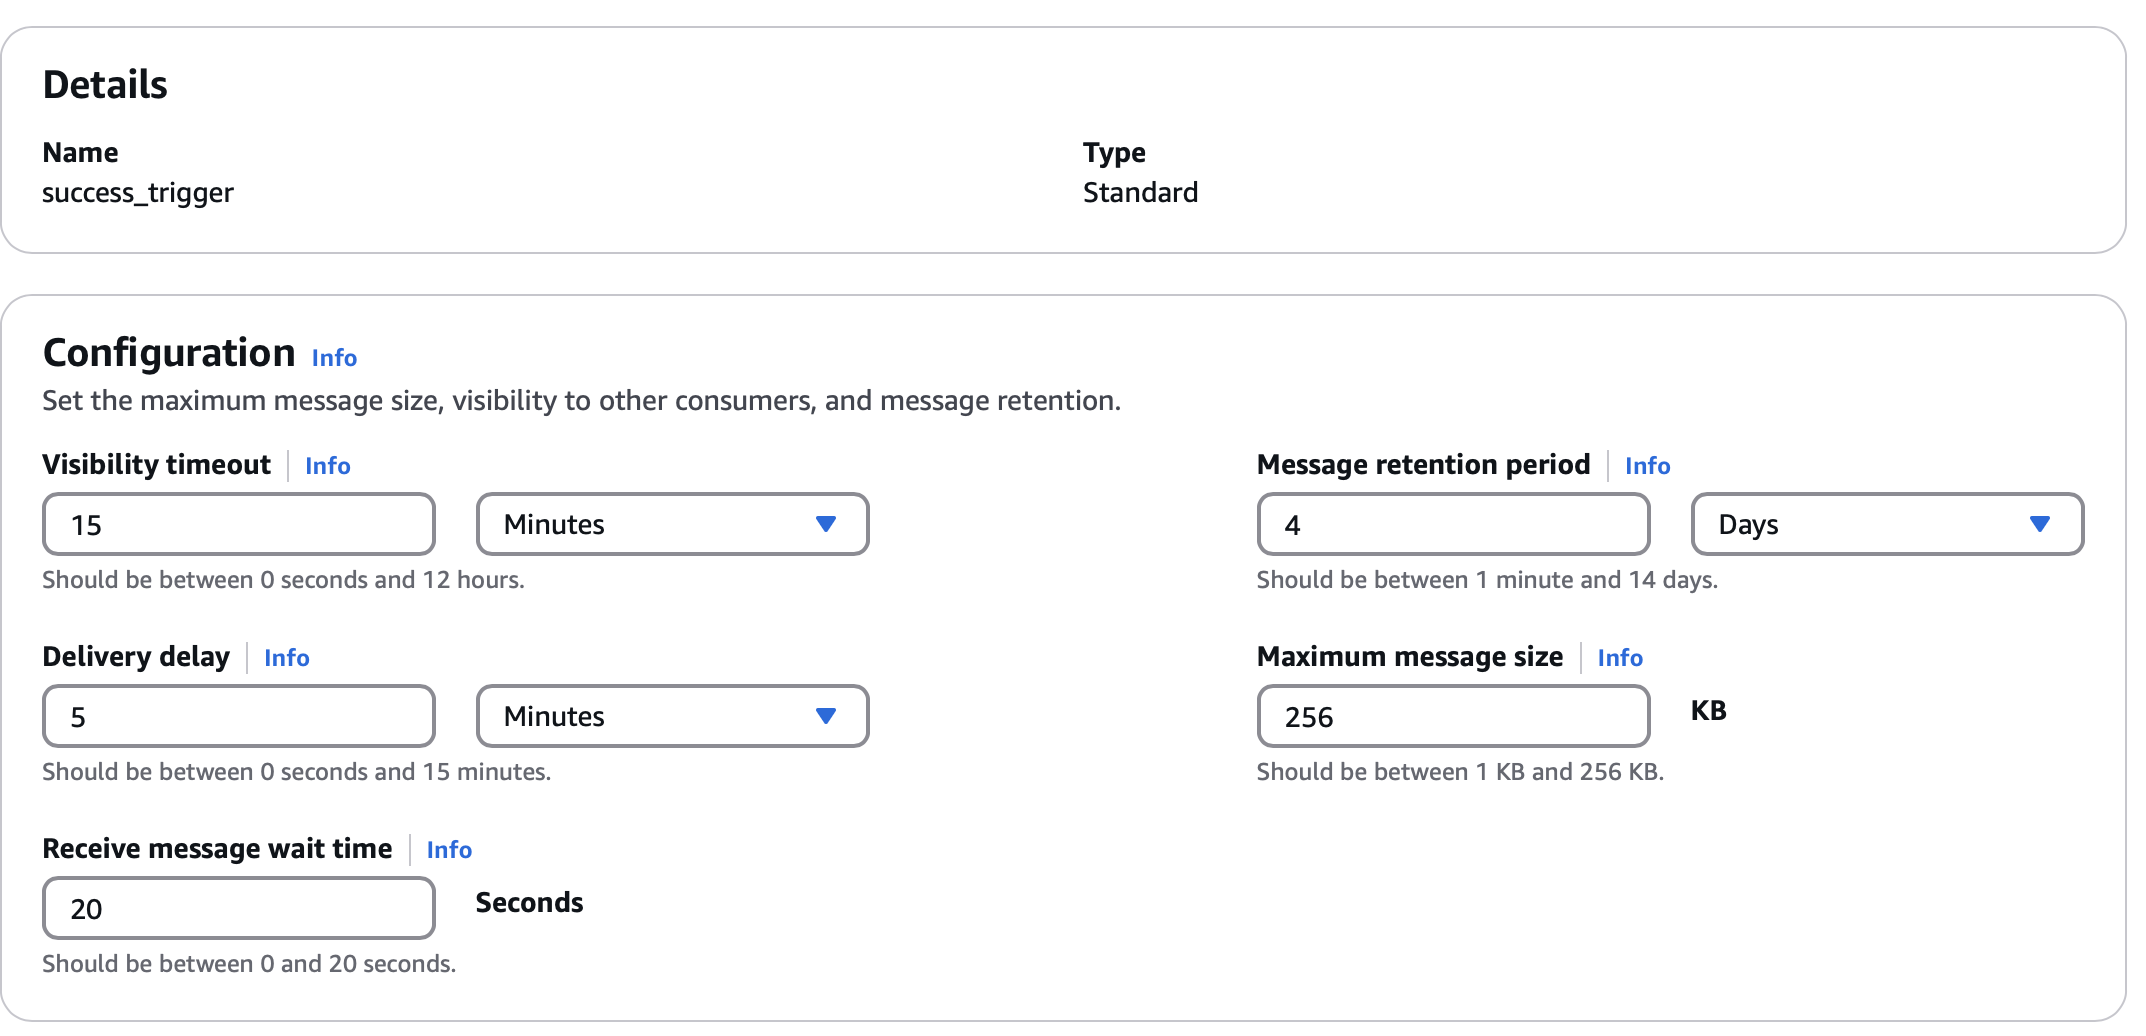 Details
Name
success_trigger
Type
Standard
Configuration Info
Set the maximum message size, visibility to other consumers, and message retention.
Visibility timeout Info
15 Minutes
Should be between 0 seconds and 12 hours.
Message retention period Info
4 Days
Should be between 1 minute and 14 days.
Delivery delay Info
5 Minutes
Should be between 0 seconds and 15 minutes.
Maximum message size Info
256 KB
Should be between 1 KB and 256 KB.
Receive message wait time Info
20 Seconds
Should be between 0 and 20 seconds.